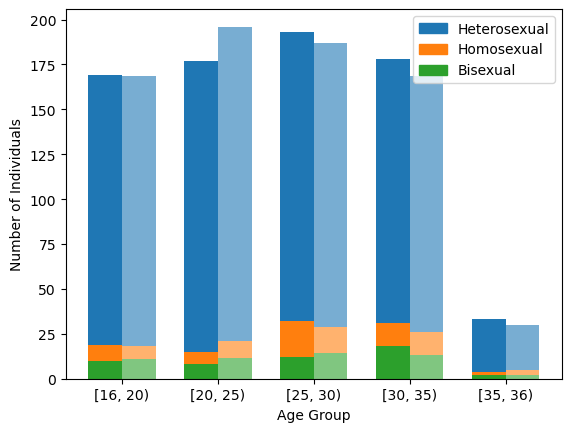 200
175
150
125
100
75
50
25
0
Number of Individuals
Heterosexual
Homosexual
Bisexual
[16, 20)
[20, 25)
[25, 30)
[30, 35)
[35, 36)
Age Group